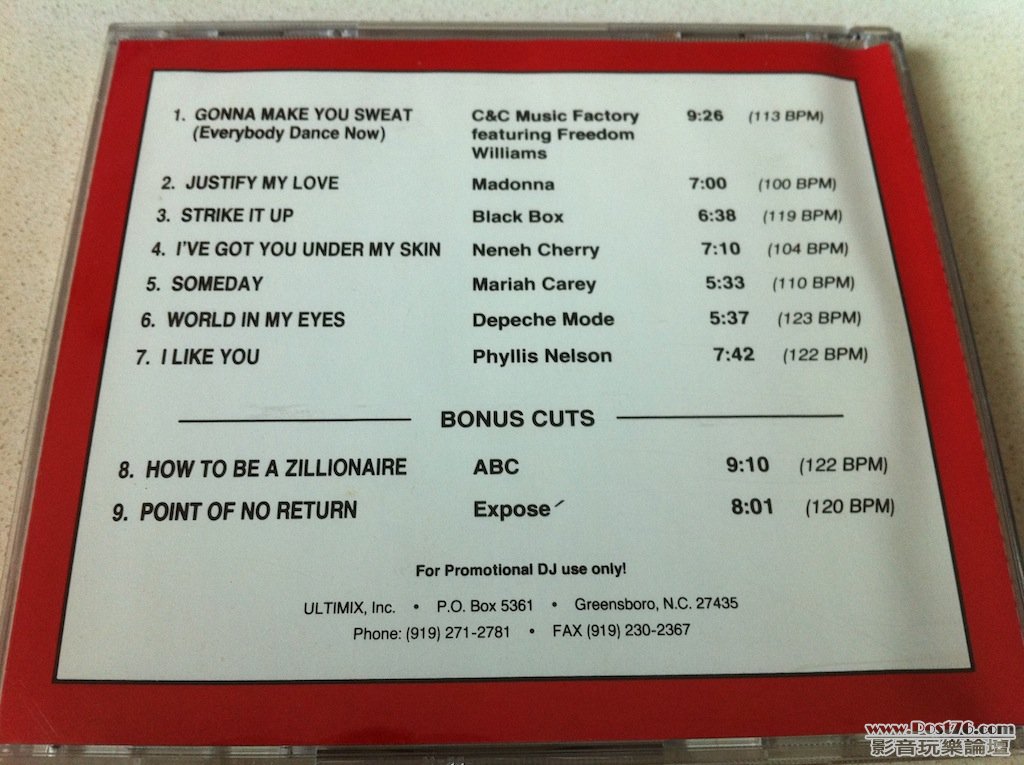 1. GONNA MAKE YOU SWEAT C&C Music Factory 9:26 (113 BPM)
(Everybody Dance Now) featuring Freedom
Williams
2. JUSTIFY MY LOVE Madonna 7:00 (100 BPM)
3. STRIKE IT UP Black Box 6:38 (119 BPM)
4. I'VE GOT YOU UNDER MY SKIN Neneh Cherry 7:10 (104 BPM)
5. SOMEDAY Mariah Carey 5:33 (110 BPM)
6. WORLD IN MY EYES Depeche Mode 5:37 (123 BPM)
7. I LIKE YOU Phyllis Nelson 7:42 (122 BPM)
BONUS CUTS
8. HOW TO BE A ZILLIONAIRE ABC 9:10 (122 BPM)
9. POINT OF NO RETURN Expose´ 8:01 (120 BPM)
For Promotional DJ use only!
ULTIMIX, Inc. • P.O. Box 5361 • Greensboro, N.C. 27435
Phone: (919) 271-2781 • FAX (919) 230-2367
www.Post76.com
影音玩樂論壇